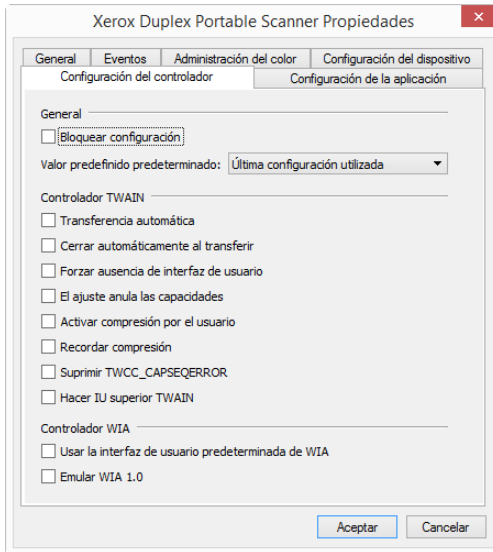 Xerox Duplex Portable Scanner Propiedades
General Eventos Administración del color Configuración del dispositivo
Configuración del controlador Configuración de la aplicación
General
Bloquear configuración
Valor predefinido predeterminado: Última configuración utilizada
Controlador TWAIN
Transferencia automática
Cerrar automáticamente al transferir
Forzar ausencia de interfaz de usuario
El ajuste anula las capacidades
Activar compresión por el usuario
Recordar compresión
Suprimir TWCC_CAPSEQERROR
Hacer IU superior TWAIN
Controlador WIA
Usar la interfaz de usuario predeterminada de WIA
Emular WIA 1.0
Aceptar Cancelar